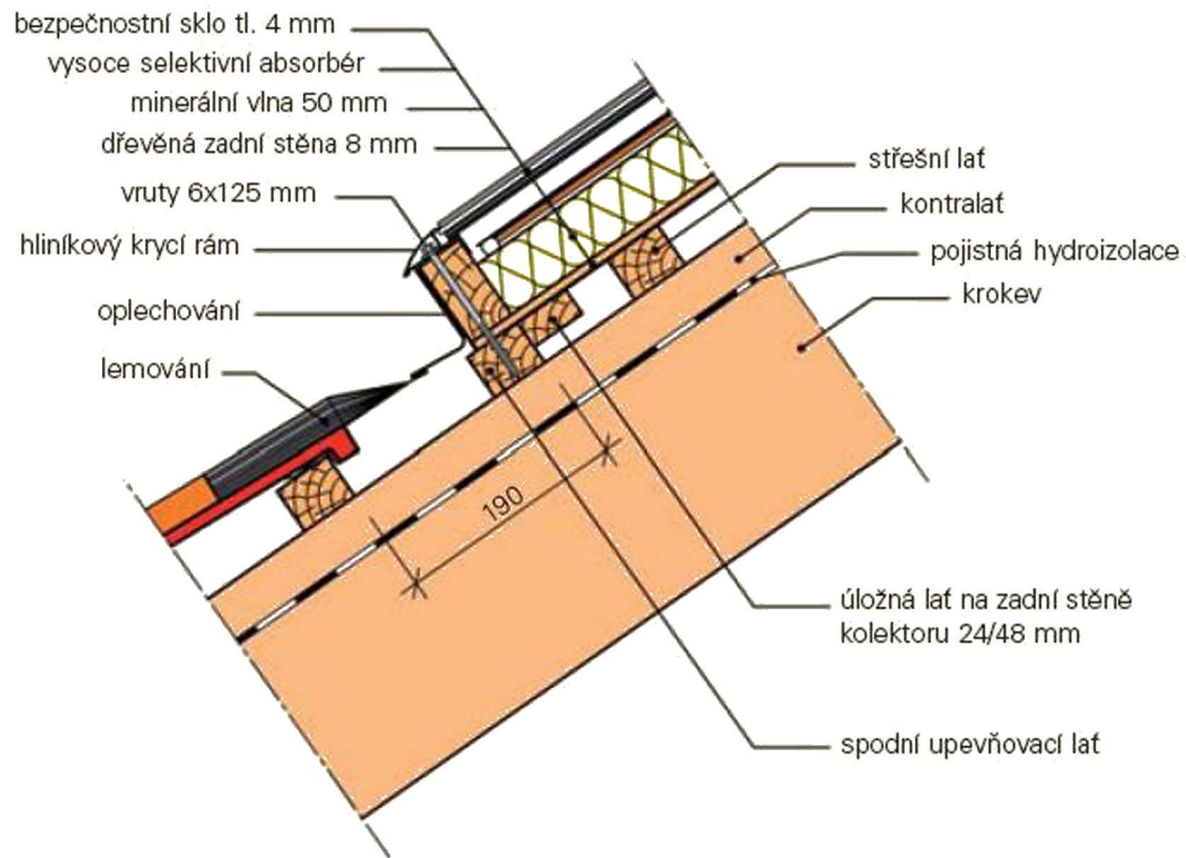 bezpečnostní sklo tl. 4 mm
vysoce selektivní absorbér
minerální vlna 50 mm
dřevěná zadní stěna 8 mm
vruty 6x125 mm
hliníkový krycí rám
oplechování
lemování
střešní lať
kontralať
pojistná hydroizolace
krokev
190
úložná lať na zadní stěně
kolektoru 24/48 mm
spodní upevňovací lať